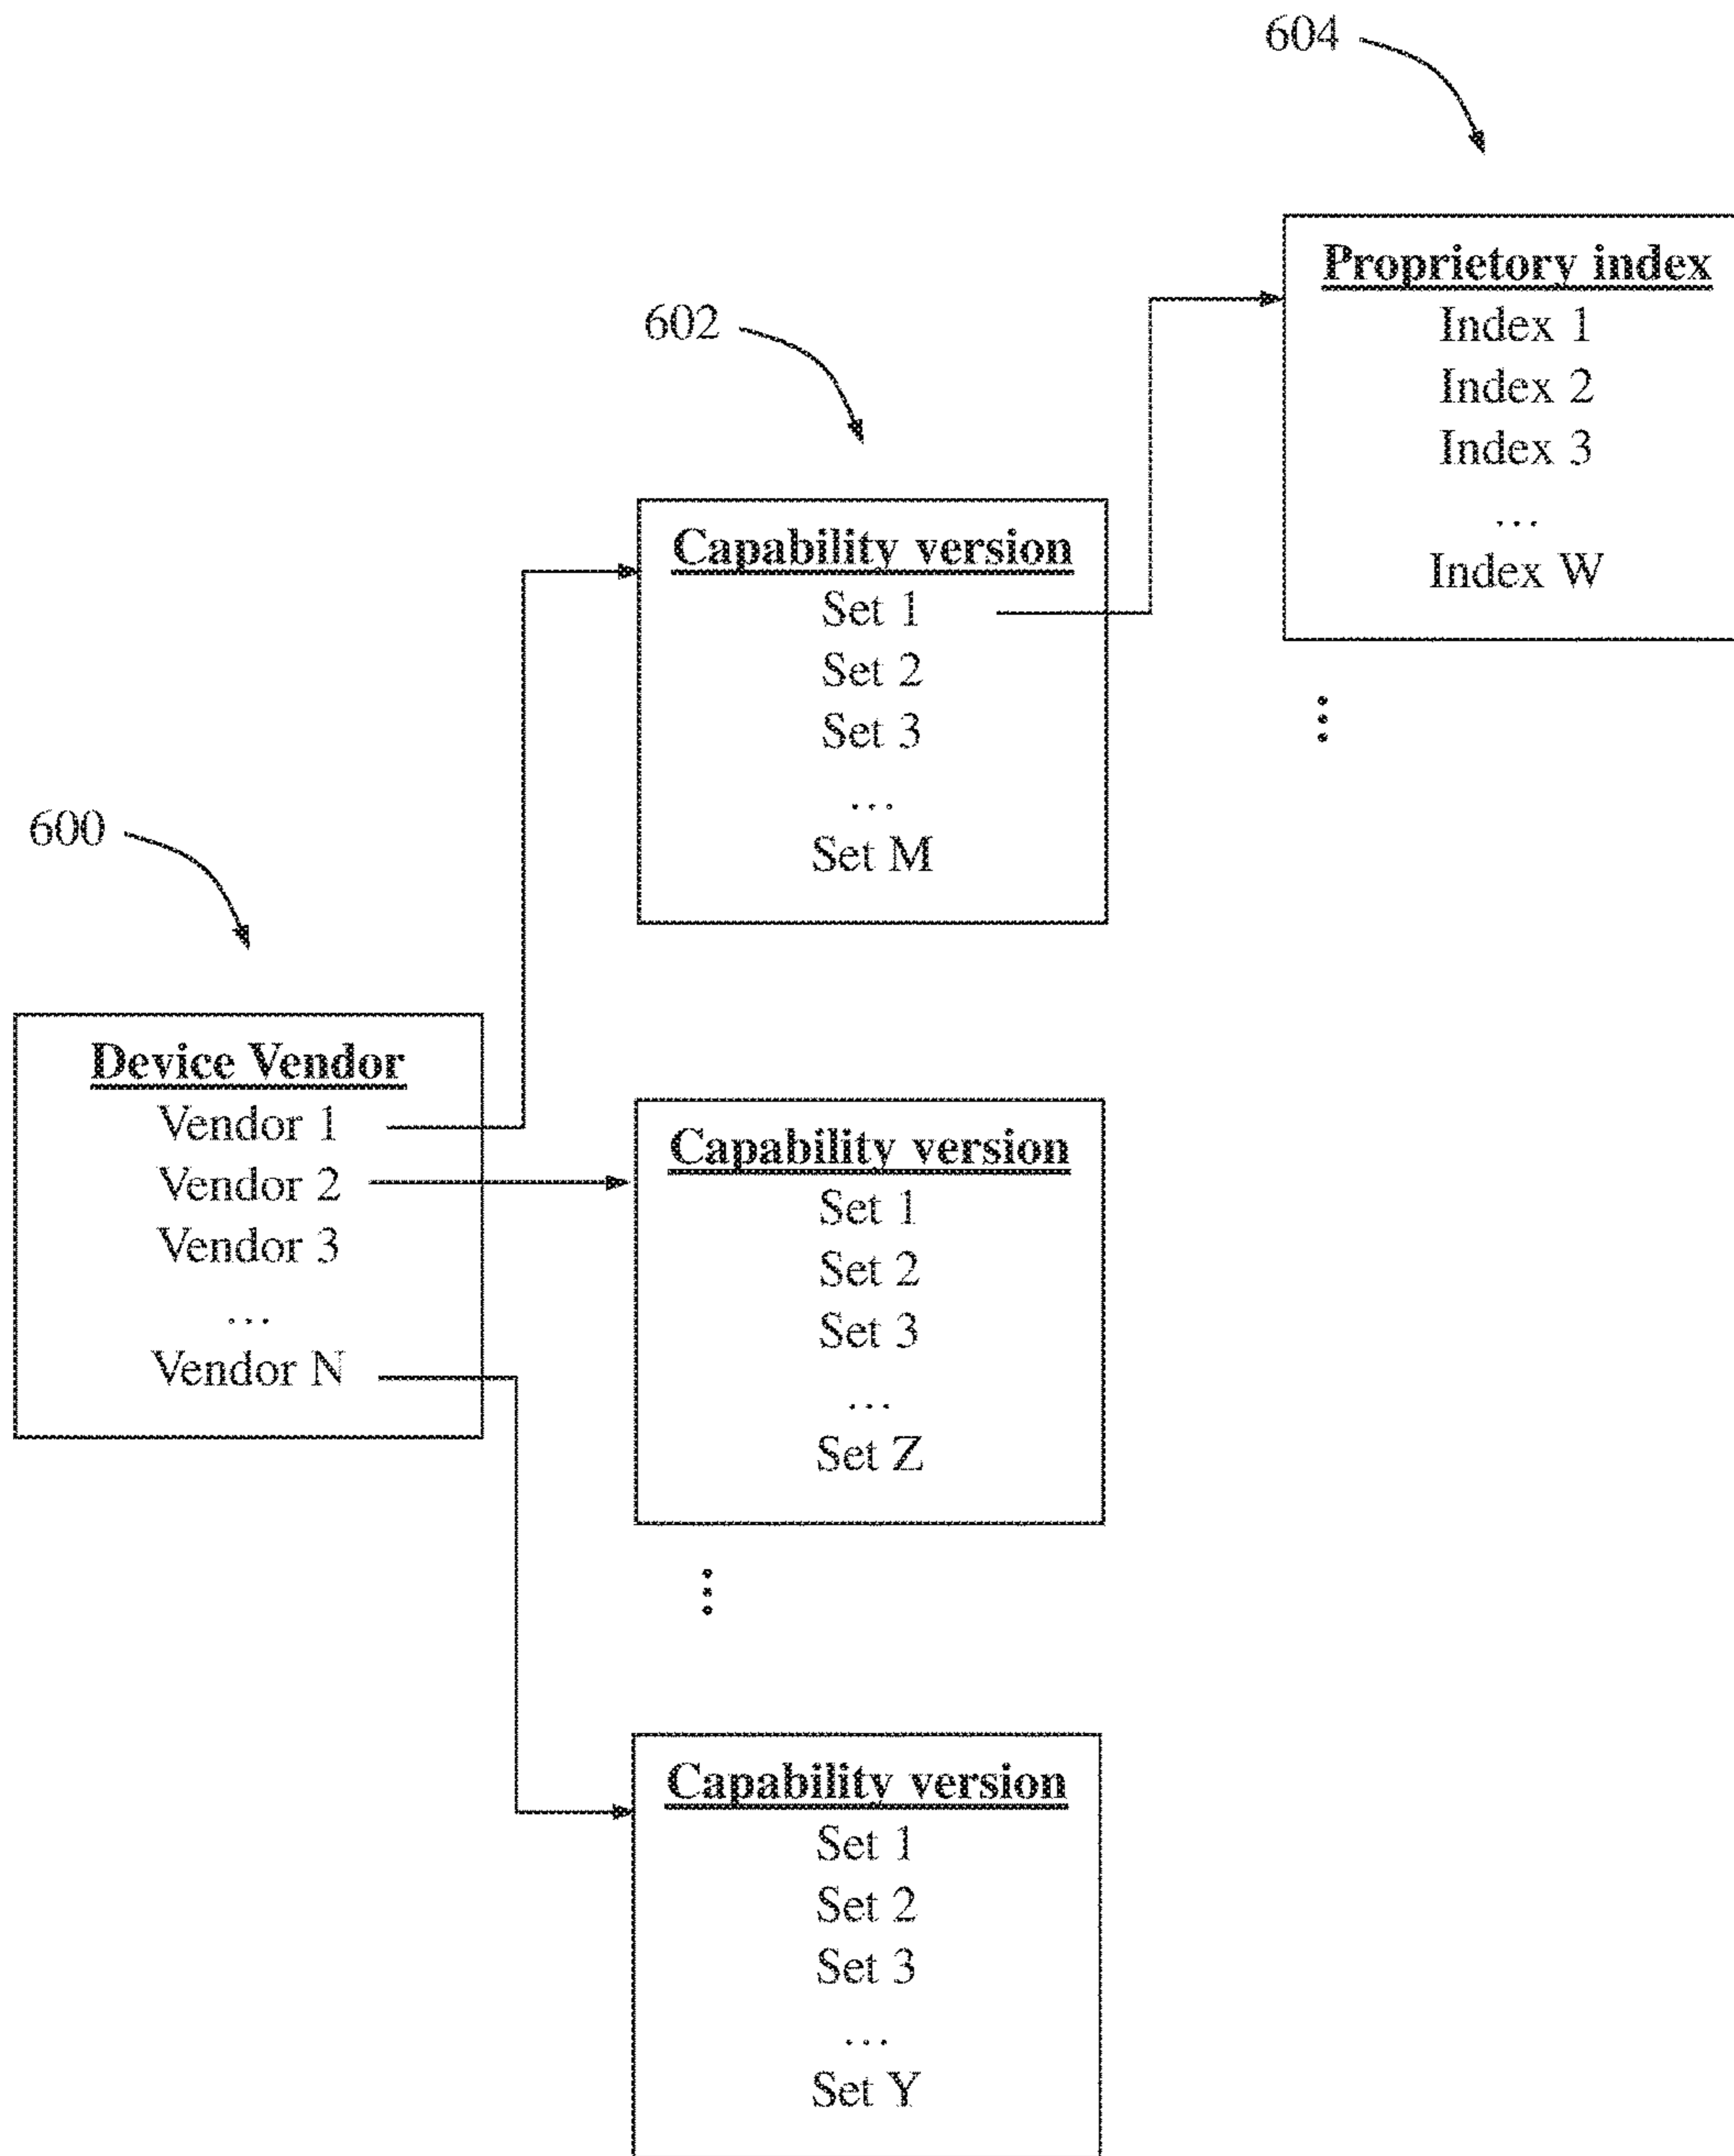 604
Proprietory index
Index 1
Index 2
Index 3
...
Index W
602
Capability version
Set 1
Set 2
Set 3
...
Set M
600
Device Vendor
Vendor 1
Vendor 2
Vendor 3
...
Vendor N
Capability version
Set 1
Set 2
Set 3
...
Set Z
Capability version
Set 1
Set 2
Set 3
...
Set Y